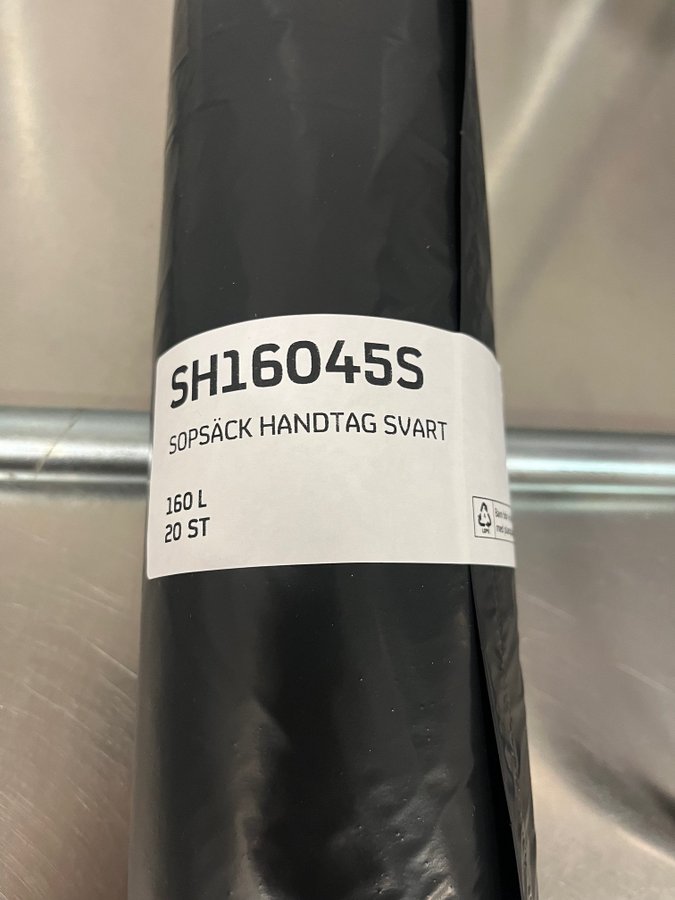 SH16045S
SOPSÄCK HANDTAG SVART
160 L
20 ST